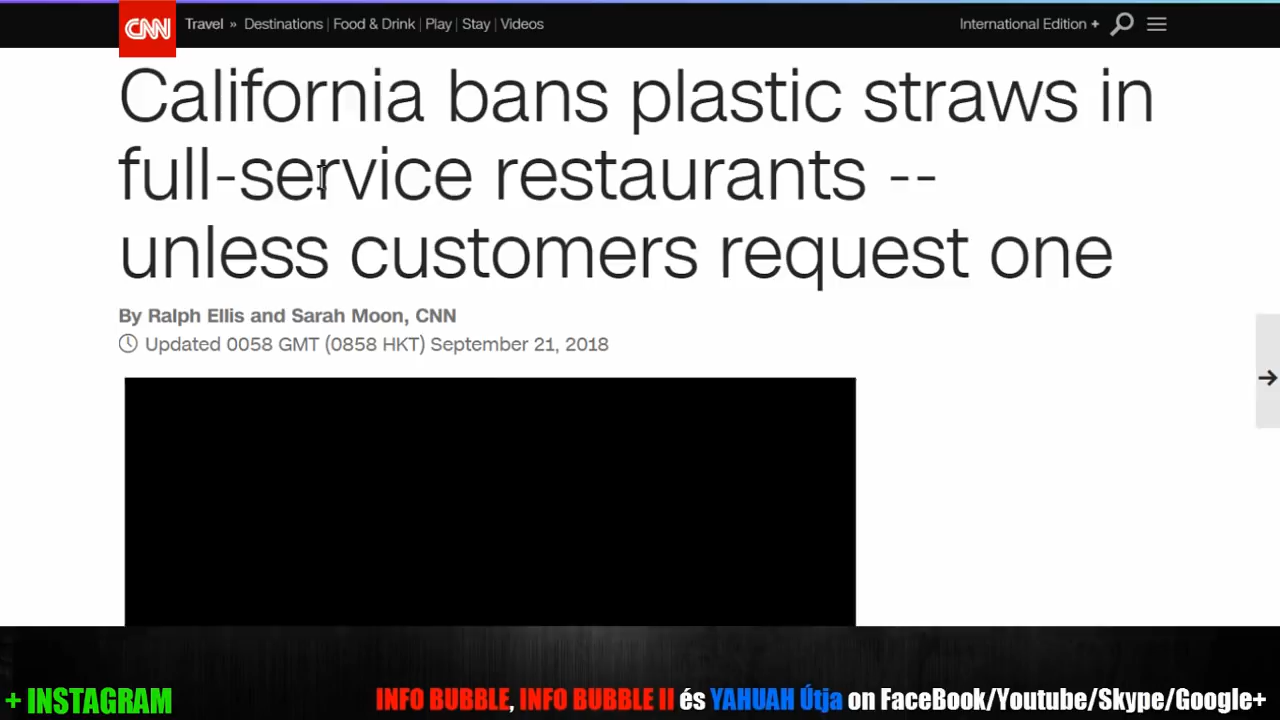 CNN Travel » Destinations | Food & Drink | Play | Stay | Videos International Edition +
California bans plastic straws in
full-service restaurants --
unless customers request one
By Ralph Ellis and Sarah Moon, CNN
Updated 0058 GMT (0858 HKT) September 21, 2018
+ INSTAGRAM INFO BUBBLE, INFO BUBBLE II és YAHUAH Útja on FaceBook/Youtube/Skype/Google+